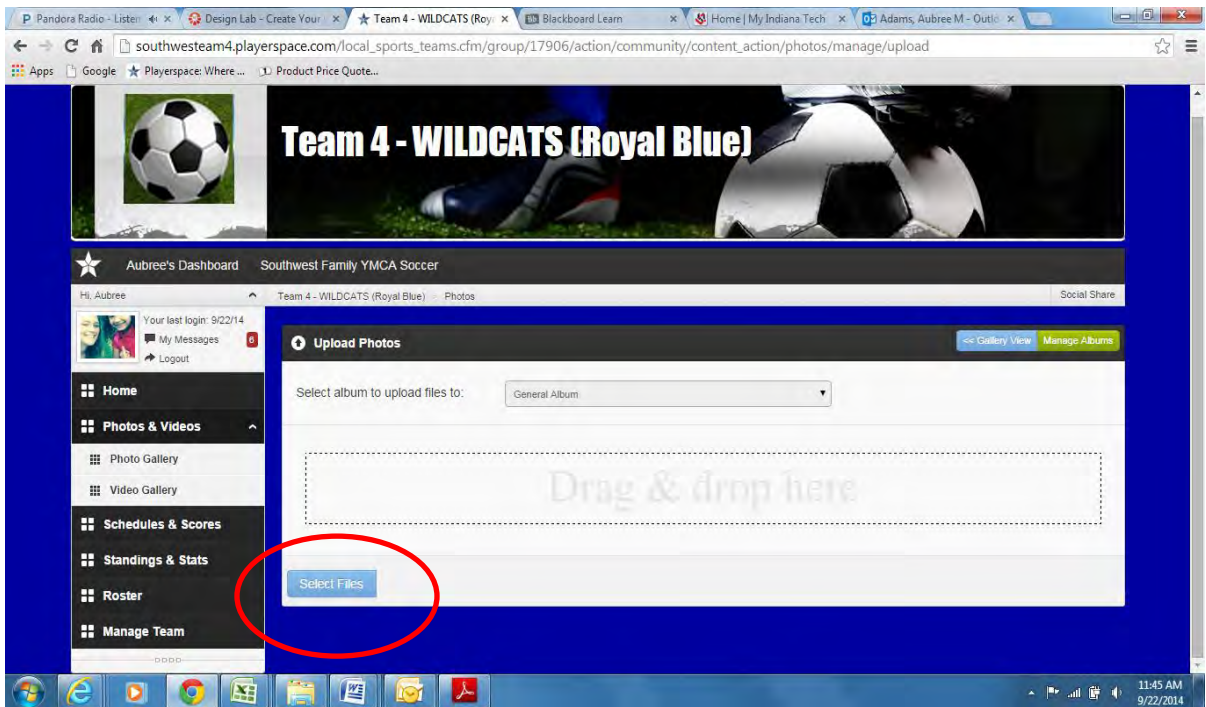 Pandora Radio - Listen
Design Lab - Create Your
Team 4 - WILDCATS (Roy
Bb Blackboard Learn
Home | My Indiana Tech
Adams, Aubree M - Outlo
southwesteam4.playerspace.com/local_sports_teams.cfm/group/17906/action/community/content_action/photos/manage/upload
Apps Google Playerspace: Where ... Product Price Quote...
Team 4 - WILDCATS (Royal Blue)
Aubree's Dashboard Southwest Family YMCA Soccer
Hi, Aubree
Team 4 - WILDCATS (Royal Blue) Photos Social Share
Your last login: 9/22/14
My Messages 6
Logout
Upload Photos << Gallery View Manage Albums
Home
Select album to upload files to: General Album
Photos & Videos
Photo Gallery
Video Gallery
Drag & drop here
Schedules & Scores
Standings & Stats
Select Files
Roster
Manage Team
11:45 AM
9/22/2014